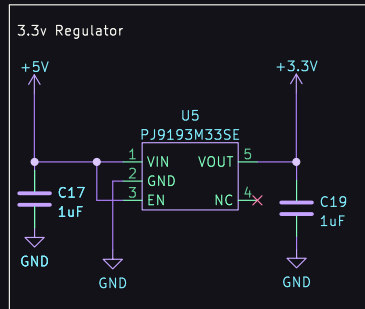 3.3v Regulator
+5V
+3.3V
U5
PJ9193M33SE
1 VIN VOUT 5
2 GND
3 EN NC 4
C17
1uF
C19
1uF
GND
GND
GND